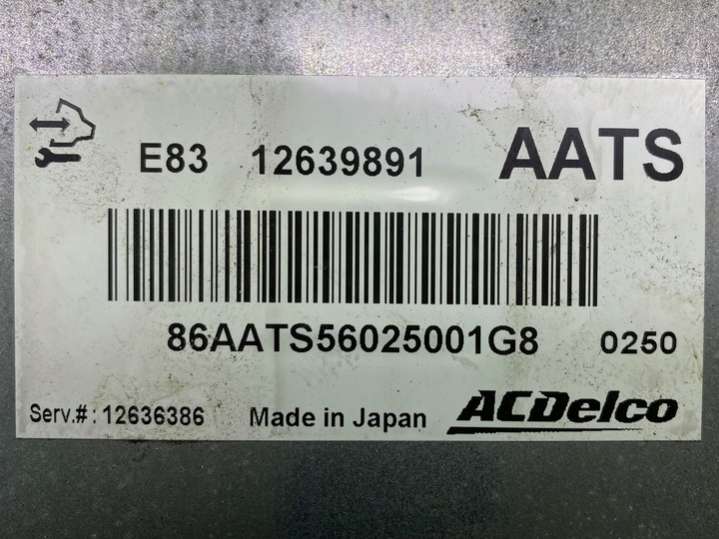 E83 12639891 AATS
86AATS56025001G8 0250
Serv.#: 12636386 Made in Japan ACDelco